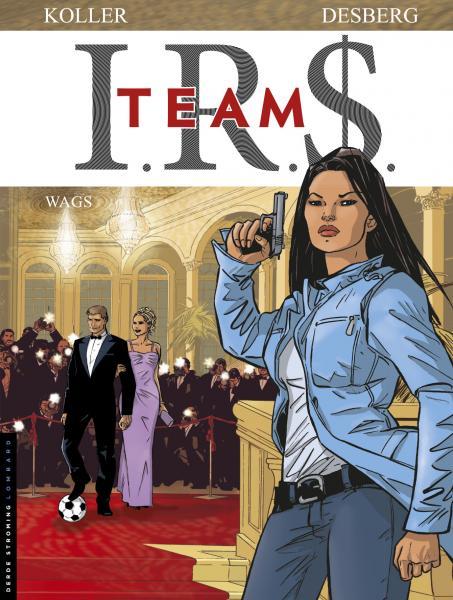 KOLLER DESBERG
I.R.$.
TEAM
WAGS
DERDE STROMING LOMBARD